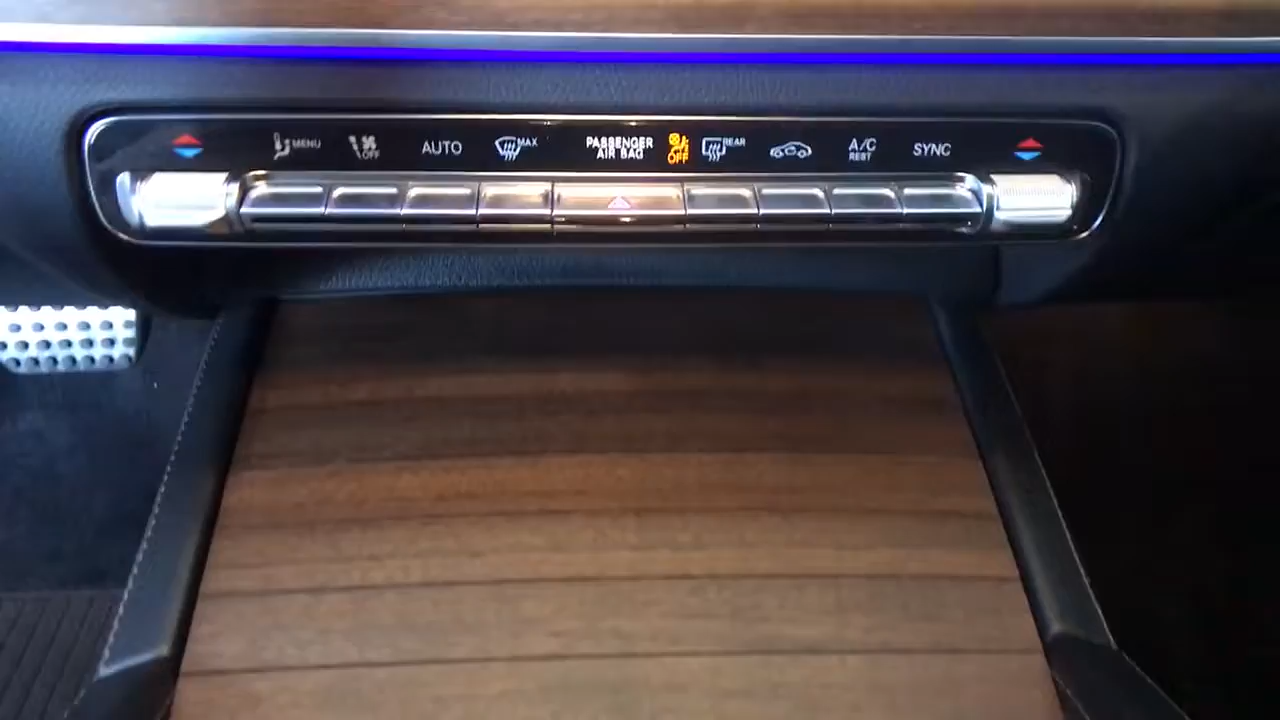 MENU
OFF
AUTO
MAX
PASSENGER
AIR BAG
OFF
REAR
A/C
REST
SYNC